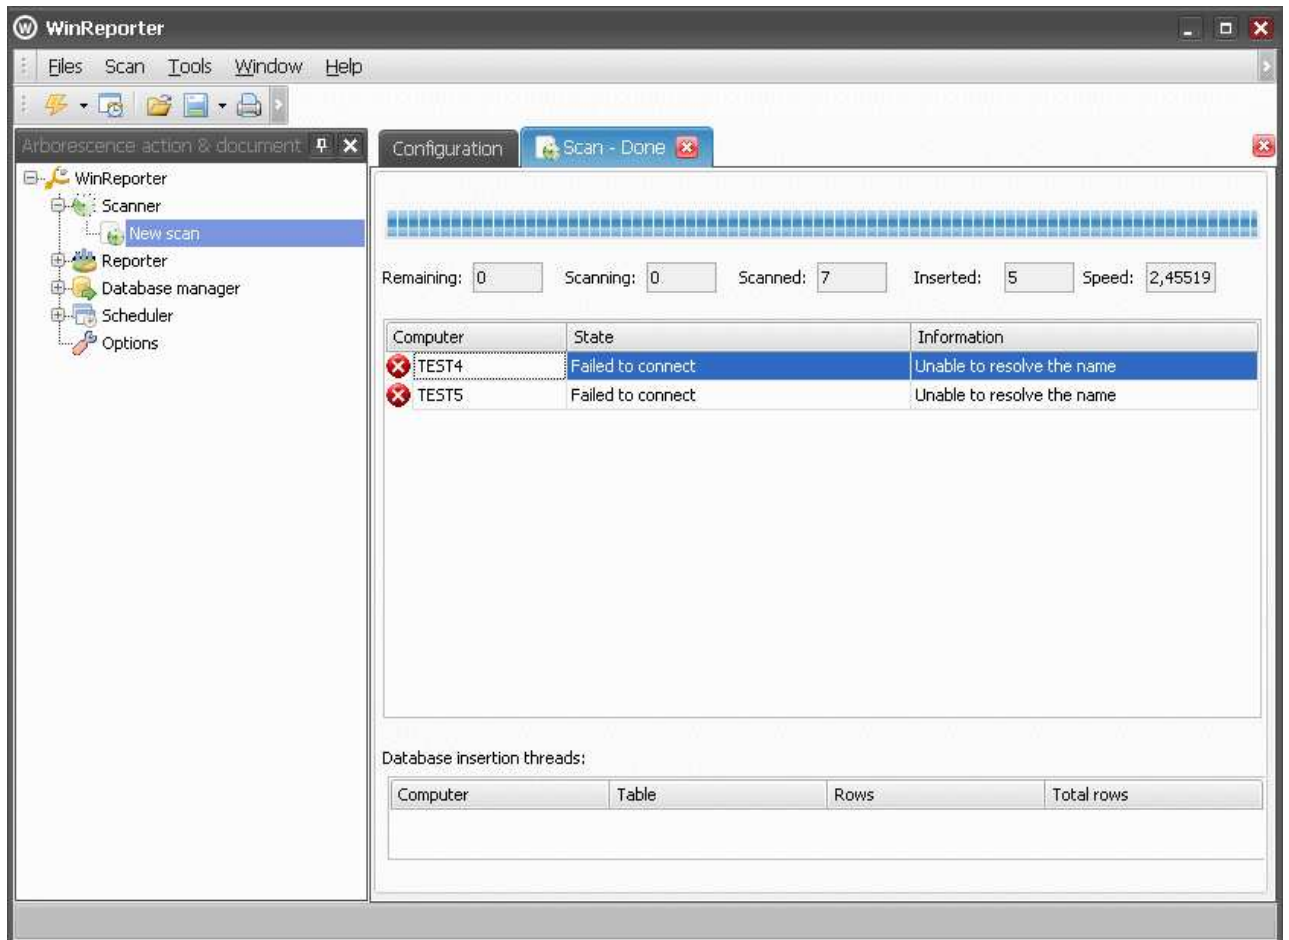 WinReporter
Files Scan Tools Window Help
Arborescence action & document
WinReporter
Scanner
New scan
Reporter
Database manager
Scheduler
Options
Configuration Scan - Done
Remaining: 0 Scanning: 0 Scanned: 7 Inserted: 5 Speed: 2,45519
Computer State Information
TEST4 Failed to connect Unable to resolve the name
TEST5 Failed to connect Unable to resolve the name
Database insertion threads:
Computer Table Rows Total rows